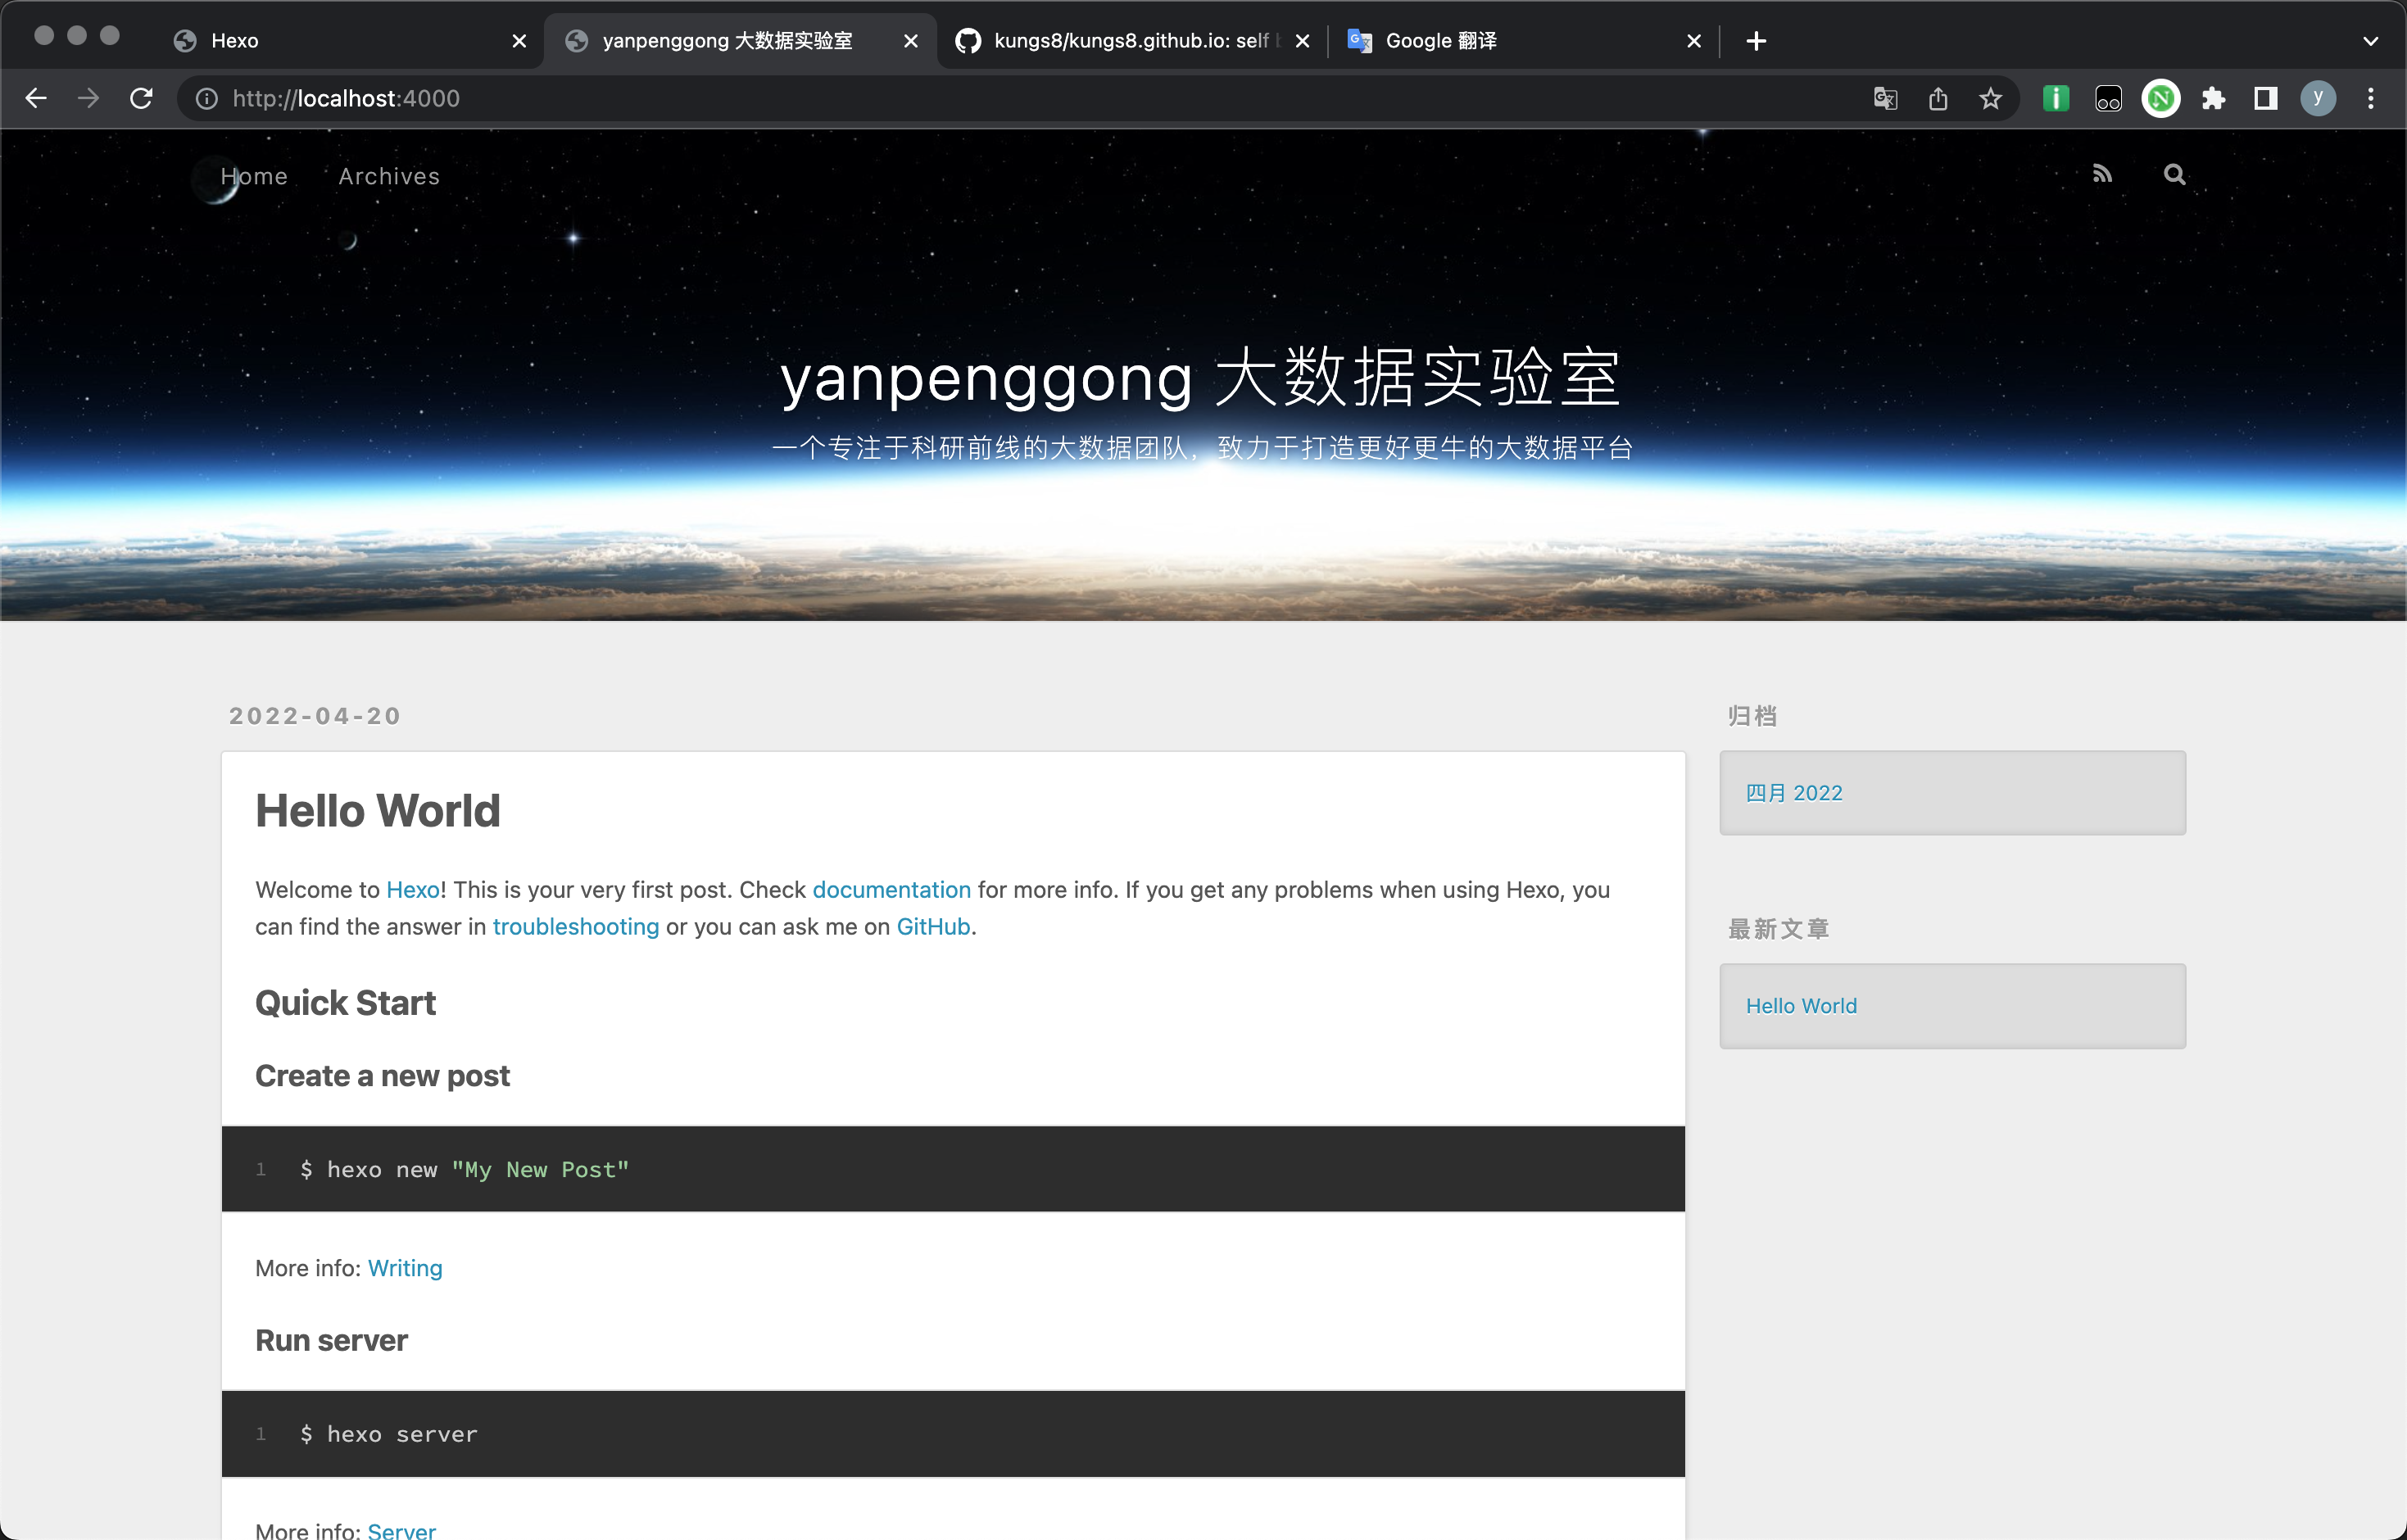 Hexo
yanpenggong 大数据实验室
kungs8/kungs8.github.io: self
Google 翻译
http://localhost:4000
y
Home
Archives
yanpenggong 大数据实验室
一个专注于科研前线的大数据团队，致力于打造更好更牛的大数据平台
2022-04-20
Hello World
Welcome to Hexo! This is your very first post. Check documentation for more info. If you get any problems when using Hexo, you
can find the answer in troubleshooting or you can ask me on GitHub.
Quick Start
Create a new post
1 $ hexo new "My New Post"
More info: Writing
Run server
1 $ hexo server
More info: Server
归档
四月 2022
最新文章
Hello World